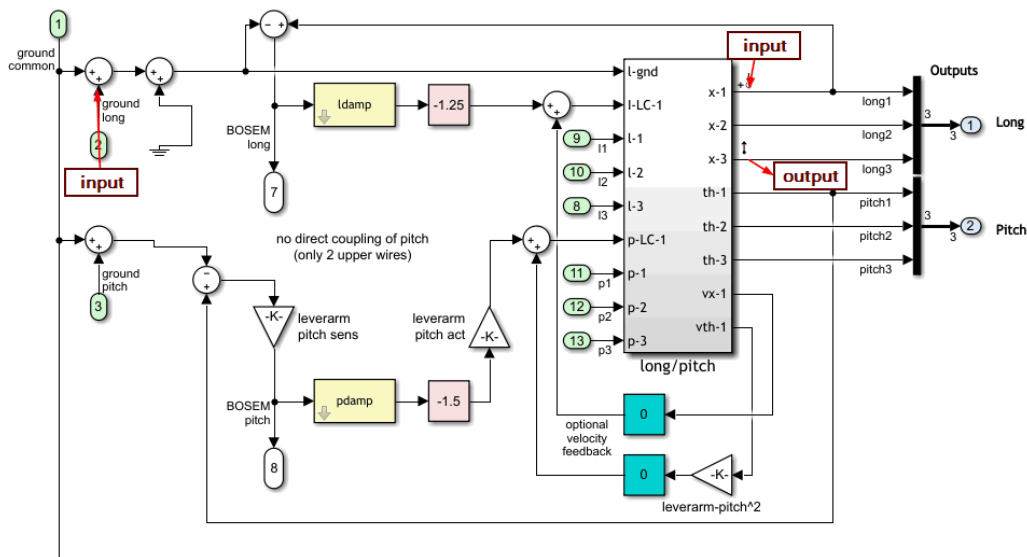 1
ground
common
ground
long
2
input
ldamp
-1.25
BOSEM
long
7
l-gnd
l-LC-1
9
l1
l-1
10
l2
l-2
8
l3
l-3
p-LC-1
11
p1
p-1
12
p2
p-2
13
p3
p-3
x-1
x-2
x-3
th-1
th-2
th-3
vx-1
vth-1
long/pitch
input
output
long1
long2
long3
pitch1
pitch2
pitch3
Outputs
3
3
1
Long
3
3
2
Pitch
ground
pitch
3
no direct coupling of pitch
(only 2 upper wires)
-K-
leverarm
pitch sens
leverarm
pitch act
-K-
BOSEM
pitch
8
pdamp
-1.5
optional
velocity
feedback
0
0
-K-
leverarm-pitch^2